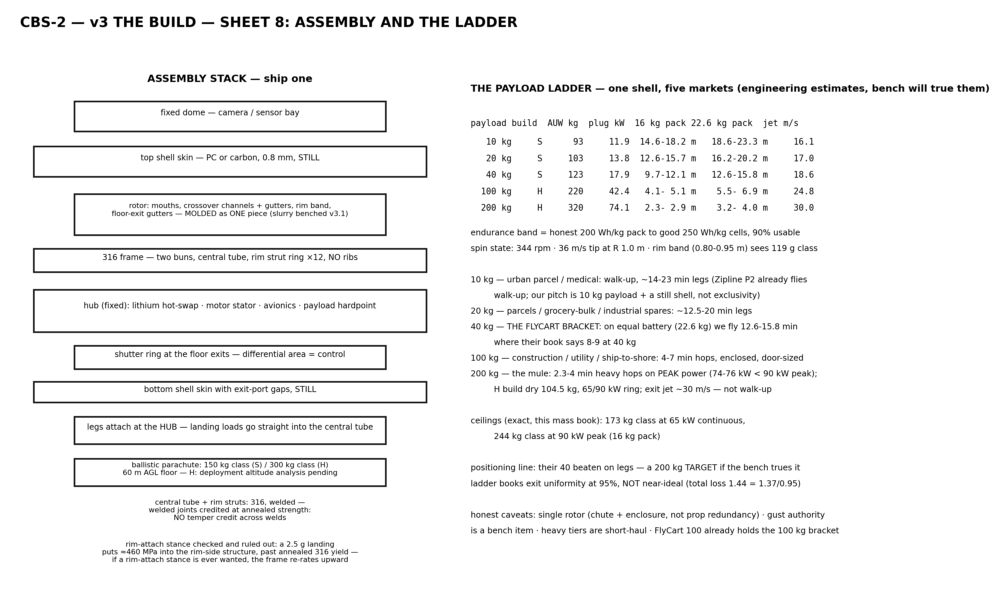 CBS-2 — v3 THE BUILD — SHEET 8: ASSEMBLY AND THE LADDER
ASSEMBLY STACK — ship one
fixed dome — camera / sensor bay
top shell skin — PC or carbon, 0.8 mm, STILL
rotor: mouths, crossover channels + gutters, rim band,
floor-exit gutters — MOLDED as ONE piece (slurry benched v3.1)
316 frame — two buns, central tube, rim strut ring ×12, NO ribs
hub (fixed): lithium hot-swap · motor stator · avionics · payload hardpoint
shutter ring at the floor exits — differential area = control
bottom shell skin with exit-port gaps, STILL
legs attach at the HUB — landing loads go straight into the central tube
ballistic parachute: 150 kg class (S) / 300 kg class (H)
60 m AGL floor — H: deployment altitude analysis pending
central tube + rim struts: 316, welded —
welded joints credited at annealed strength:
NO temper credit across welds
rim-attach stance checked and ruled out: a 2.5 g landing
puts ≈460 MPa into the rim-side structure, past annealed 316 yield —
if a rim-attach stance is ever wanted, the frame re-rates upward
THE PAYLOAD LADDER — one shell, five markets (engineering estimates, bench will true them)
payload build  AUW kg  plug kW  16 kg pack 22.6 kg pack  jet m/s
10 kg     S      93     11.9  14.6-18.2 m   18.6-23.3 m     16.1
20 kg     S     103     13.8  12.6-15.7 m   16.2-20.2 m     17.0
40 kg     S     123     17.9   9.7-12.1 m   12.6-15.8 m     18.6
100 kg     H     220     42.4   4.1- 5.1 m    5.5- 6.9 m     24.8
200 kg     H     320     74.1   2.3- 2.9 m    3.2- 4.0 m     30.0
endurance band = honest 200 Wh/kg pack to good 250 Wh/kg cells, 90% usable
spin state: 344 rpm · 36 m/s tip at R 1.0 m · rim band (0.80-0.95 m) sees 119 g class
10 kg — urban parcel / medical: walk-up, ~14-23 min legs (Zipline P2 already flies
walk-up; our pitch is 10 kg payload + a still shell, not exclusivity)
20 kg — parcels / grocery-bulk / industrial spares: ~12.5-20 min legs
40 kg — THE FLYCART BRACKET: on equal battery (22.6 kg) we fly 12.6-15.8 min
where their book says 8-9 at 40 kg
100 kg — construction / utility / ship-to-shore: 4-7 min hops, enclosed, door-sized
200 kg — the mule: 2.3-4 min heavy hops on PEAK power (74-76 kW < 90 kW peak);
H build dry 104.5 kg, 65/90 kW ring; exit jet ~30 m/s — not walk-up
ceilings (exact, this mass book): 173 kg class at 65 kW continuous,
244 kg class at 90 kW peak (16 kg pack)
positioning line: their 40 beaten on legs — a 200 kg TARGET if the bench trues it
ladder books exit uniformity at 95%, NOT near-ideal (total loss 1.44 = 1.37/0.95)
honest caveats: single rotor (chute + enclosure, not prop redundancy) · gust authority
is a bench item · heavy tiers are short-haul · FlyCart 100 already holds the 100 kg bracket